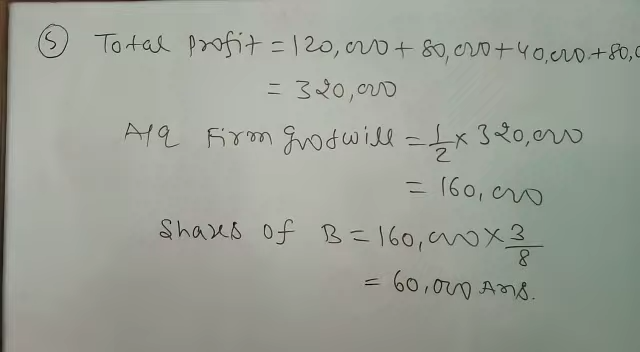 (5) Total Profit = 120,000 + 80,000 + 40,000 + 80,0
= 320,000
A/q Firm Goodwill = 1/2 x 320,000
= 160,000
Shares of B = 160,000 x 3/8
= 60,000 Ans.